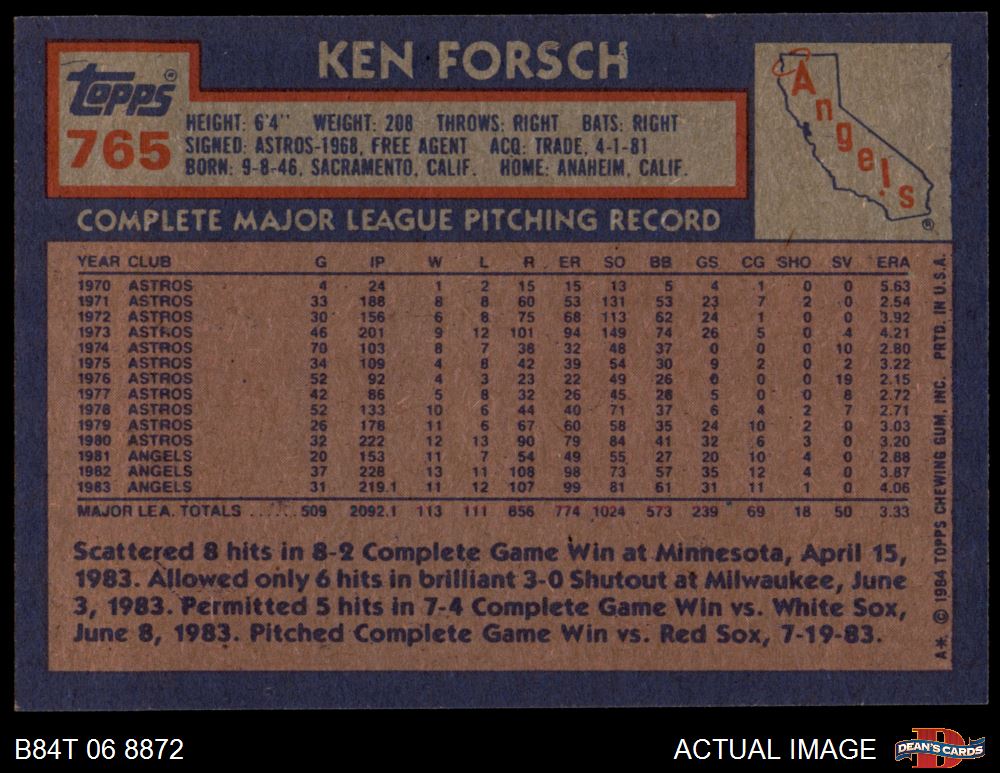 KEN FORSCH
Topps®
765
HEIGHT: 6'4" WEIGHT: 208 THROWS: RIGHT BATS: RIGHT
SIGNED: ASTROS-1968, FREE AGENT ACQ: TRADE, 4-1-81
BORN: 9-8-46, SACRAMENTO, CALIF. HOME: ANAHEIM, CALIF.
Angels
®
COMPLETE MAJOR LEAGUE PITCHING RECORD
YEAR CLUB G IP W L R ER SO BB GS CG SHO SV ERA
1970 ASTROS 4 24 1 2 15 15 13 5 4 1 0 0 5.63
1971 ASTROS 33 188 8 8 60 53 131 53 23 7 2 0 2.54
1972 ASTROS 30 156 6 8 75 68 113 62 24 1 0 0 3.92
1973 ASTROS 46 201 9 12 101 94 149 74 26 5 0 4 4.21
1974 ASTROS 70 103 8 7 38 32 48 37 0 0 0 10 2.80
1975 ASTROS 34 109 4 8 42 39 54 30 9 2 0 2 3.22
1976 ASTROS 52 92 4 3 23 22 49 26 0 0 0 19 2.15
1977 ASTROS 42 86 5 8 32 26 45 28 5 0 0 8 2.72
1978 ASTROS 52 133 10 6 44 40 71 37 6 4 2 7 2.71
1979 ASTROS 26 178 11 6 67 60 58 35 24 10 2 0 3.03
1980 ASTROS 32 222 12 13 90 79 84 41 32 6 3 0 3.20
1981 ANGELS 20 153 11 7 54 49 55 27 20 10 4 0 2.88
1982 ANGELS 37 228 13 11 108 98 73 57 35 12 4 0 3.87
1983 ANGELS 31 219.1 11 12 107 99 81 61 31 11 1 0 4.06
MAJOR LEA. TOTALS ...... 509 2092.1 113 111 856 774 1024 573 239 69 18 50 3.33
Scattered 8 hits in 8-2 Complete Game Win at Minnesota, April 15,
1983. Allowed only 6 hits in brilliant 3-0 Shutout at Milwaukee, June
3, 1983. Permitted 5 hits in 7-4 Complete Game Win vs. White Sox,
June 8, 1983. Pitched Complete Game Win vs. Red Sox, 7-19-83.
A* © 1984 TOPPS CHEWING GUM, INC. PRTD. IN U.S.A.
B84T 06 8872
ACTUAL IMAGE
D
DEAN'S CARDS